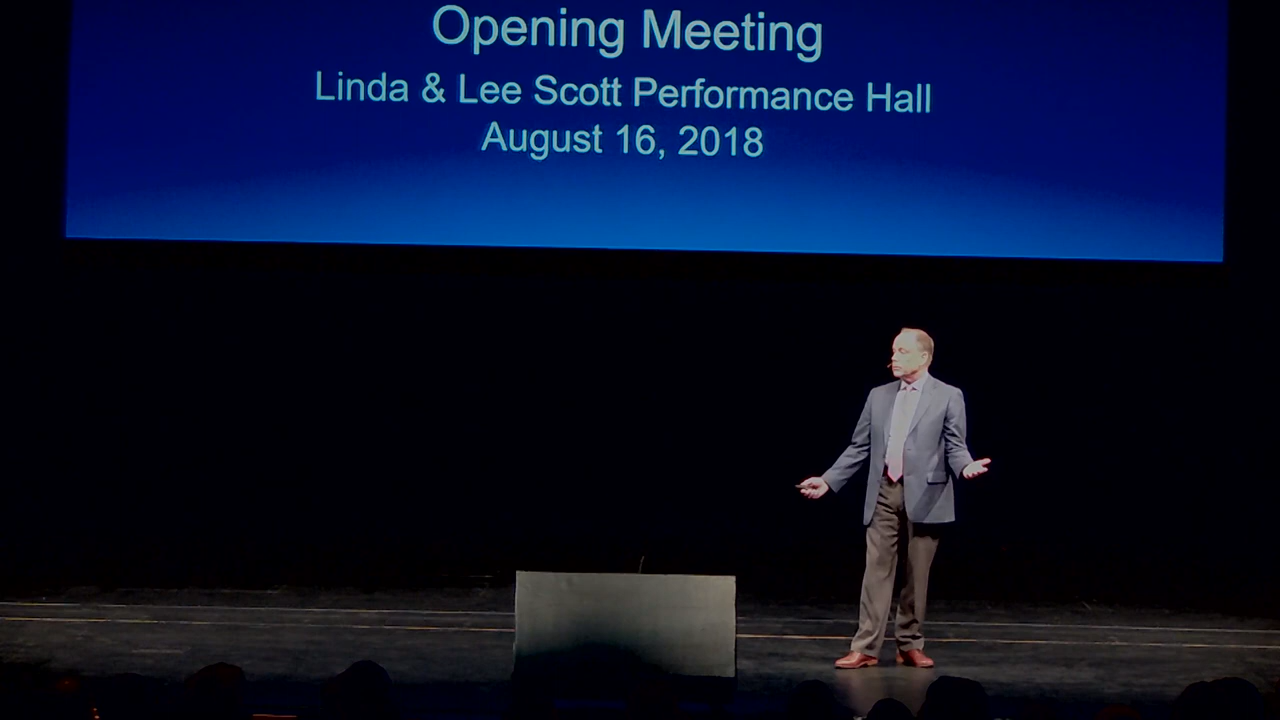 Opening Meeting
Linda & Lee Scott Performance Hall
August 16, 2018